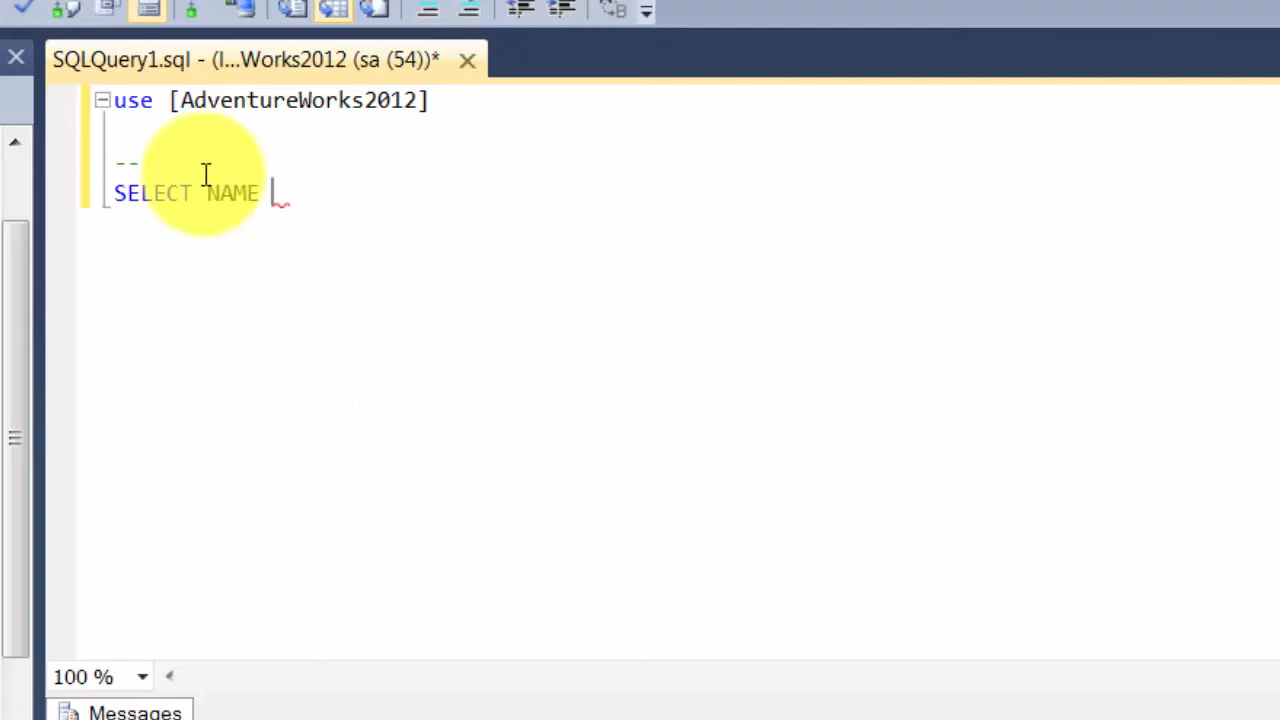 SQLQuery1.sql - (l...Works2012 (sa (54))*
use [AdventureWorks2012]
--
SELECT NAME
100 %
Messages